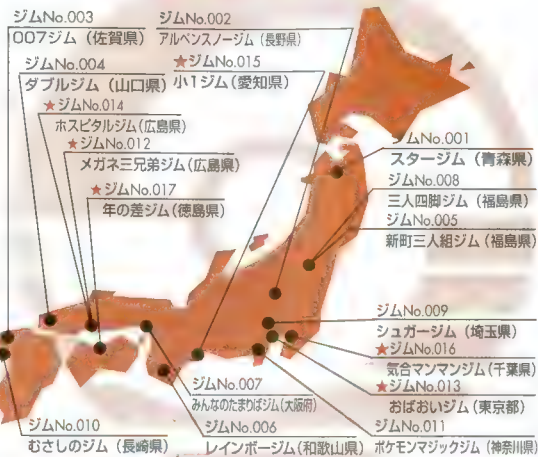 ジムNo.003
007ジム（佐賀県）
ジムNo.004
ダブルジム（山口県）
★ジムNo.014
ホスピタルジム（広島県）
★ジムNo.012
メガネ三兄弟ジム（広島県）
★ジムNo.017
年の差ジム（徳島県）
ジムNo.002
アルペンスノージム（長野県）
★ジムNo.015
小1ジム（愛知県）
ジムNo.001
スタージム（青森県）
ジムNo.008
三人四脚ジム（福島県）
ジムNo.005
新町三人組ジム（福島県）
ジムNo.009
シュガージム（埼玉県）
★ジムNo.016
気合マンマンジム（千葉県）
★ジムNo.013
おばおいジム（東京都）
ジムNo.011
ポケモンマジックジム（神奈川県）
ジムNo.007
みんなのたまりばジム（大阪府）
ジムNo.006
レインボージム（和歌山県）
ジムNo.010
むさしのジム（長崎県）